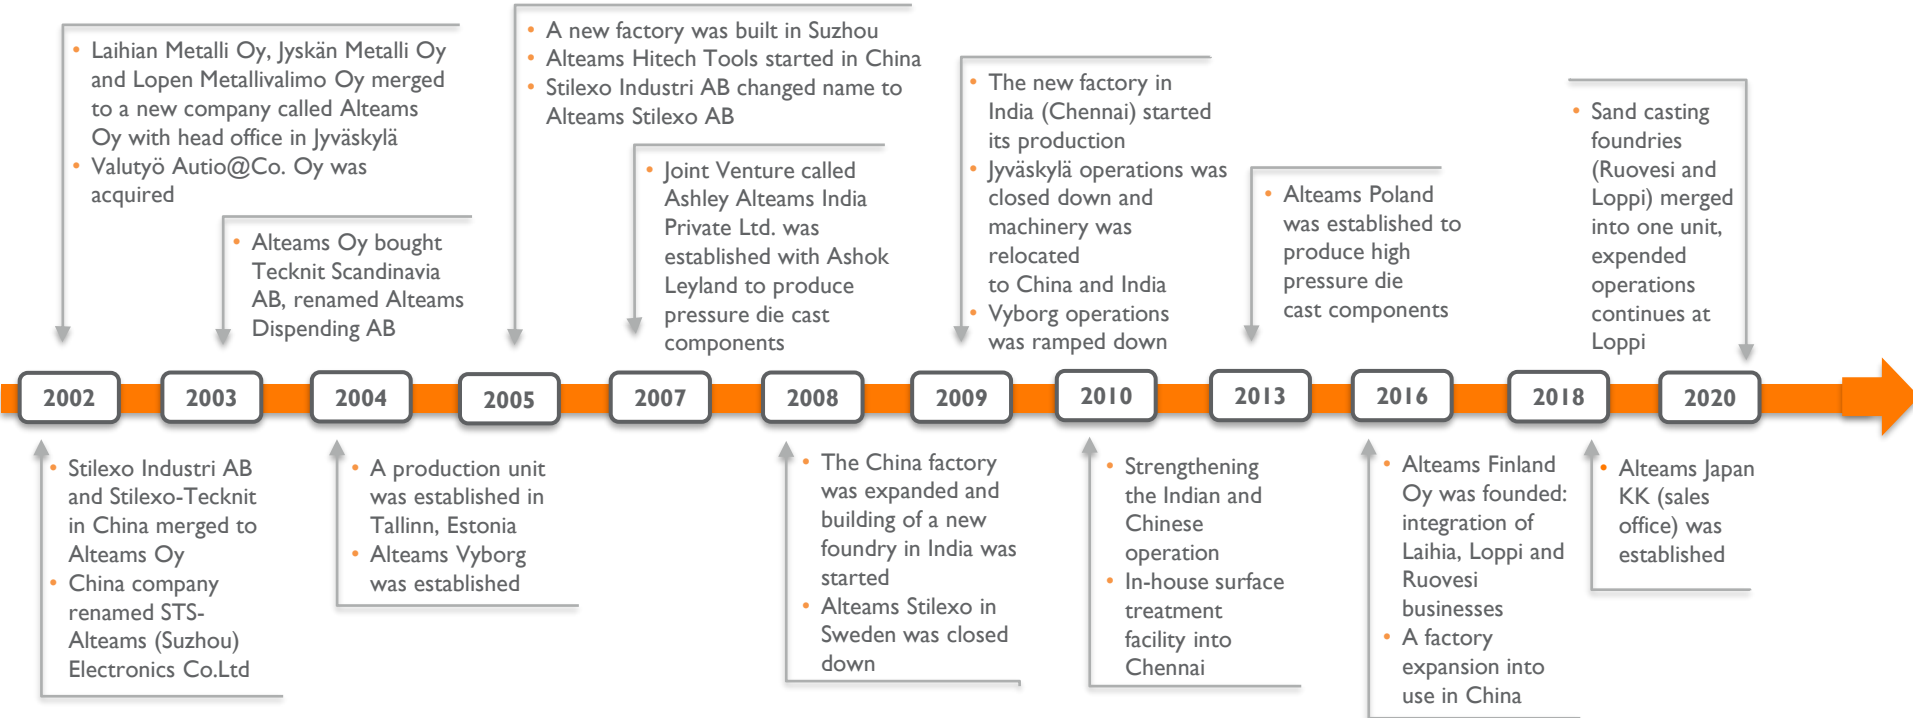 • Laihian Metalli Oy, Jyskän Metalli Oy
and Lopen Metallivalimo Oy merged
to a new company called Alteams
Oy with head office in Jyväskylä
• Valutyö Autio@Co. Oy was
acquired
• Alteams Oy bought
Tecknit Scandinavia
AB, renamed Alteams
Dispending AB
• A new factory was built in Suzhou
• Alteams Hitech Tools started in China
• Stilexo Industri AB changed name to
Alteams Stilexo AB
• Joint Venture called
Ashley Alteams India
Private Ltd. was
established with Ashok
Leyland to produce
pressure die cast
components
• The new factory in
India (Chennai) started
its production
• Jyväskylä operations was
closed down and
machinery was
relocated
to China and India
• Vyborg operations
was ramped down
• Alteams Poland
was established to
produce high
pressure die
cast components
• Sand casting
foundries
(Ruovesi and
Loppi) merged
into one unit,
expended
operations
continues at
Loppi
2002
2003
2004
2005
2007
2008
2009
2010
2013
2016
2018
2020
• Stilexo Industri AB
and Stilexo-Tecknit
in China merged to
Alteams Oy
• China company
renamed STS-
Alteams (Suzhou)
Electronics Co.Ltd
• A production unit
was established in
Tallinn, Estonia
• Alteams Vyborg
was established
• The China factory
was expanded and
building of a new
foundry in India was
started
• Alteams Stilexo in
Sweden was closed
down
• Strengthening
the Indian and
Chinese
operation
• In-house surface
treatment
facility into
Chennai
• Alteams Finland
Oy was founded:
integration of
Laihia, Loppi and
Ruovesi
businesses
• A factory
expansion into
use in China
• Alteams Japan
KK (sales
office) was
established